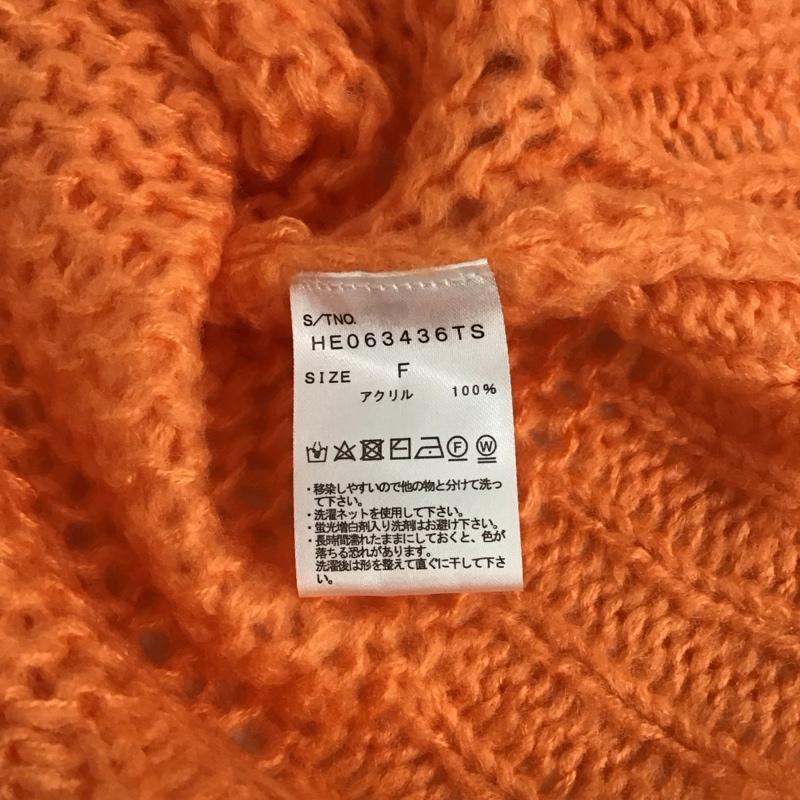 S/TNO.
HE063436TS
SIZE F
アクリル 100%
F W
・移染しやすいので他の物と分けて洗っ
て下さい。
・洗濯ネットを使用して下さい。
・蛍光増白剤入り洗剤はお避け下さい。
・長時間濡れたままにしておくと、色が
落ちる恐れがあります。
洗濯後は形を整えて直ぐに干して下さ
い。